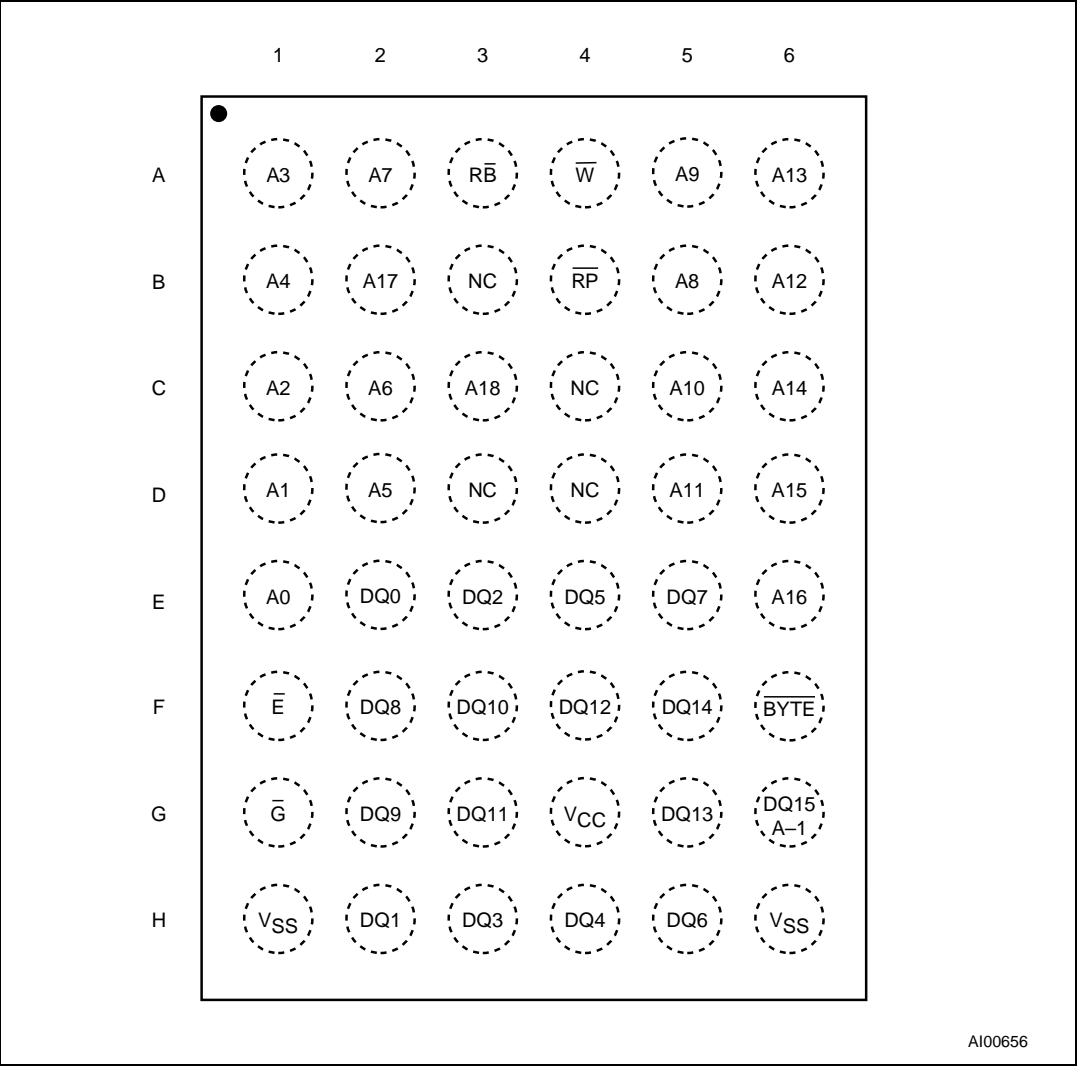 1 2 3 4 5 6
A A3 A7 RB̅ W̅ A9 A13
B A4 A17 NC R̅P̅ A8 A12
C A2 A6 A18 NC A10 A14
D A1 A5 NC NC A11 A15
E A0 DQ0 DQ2 DQ5 DQ7 A16
F E̅ DQ8 DQ10 DQ12 DQ14 B̅Y̅T̅E̅
G G̅ DQ9 DQ11 VCC DQ13 DQ15
A–1
H VSS DQ1 DQ3 DQ4 DQ6 VSS
AI00656